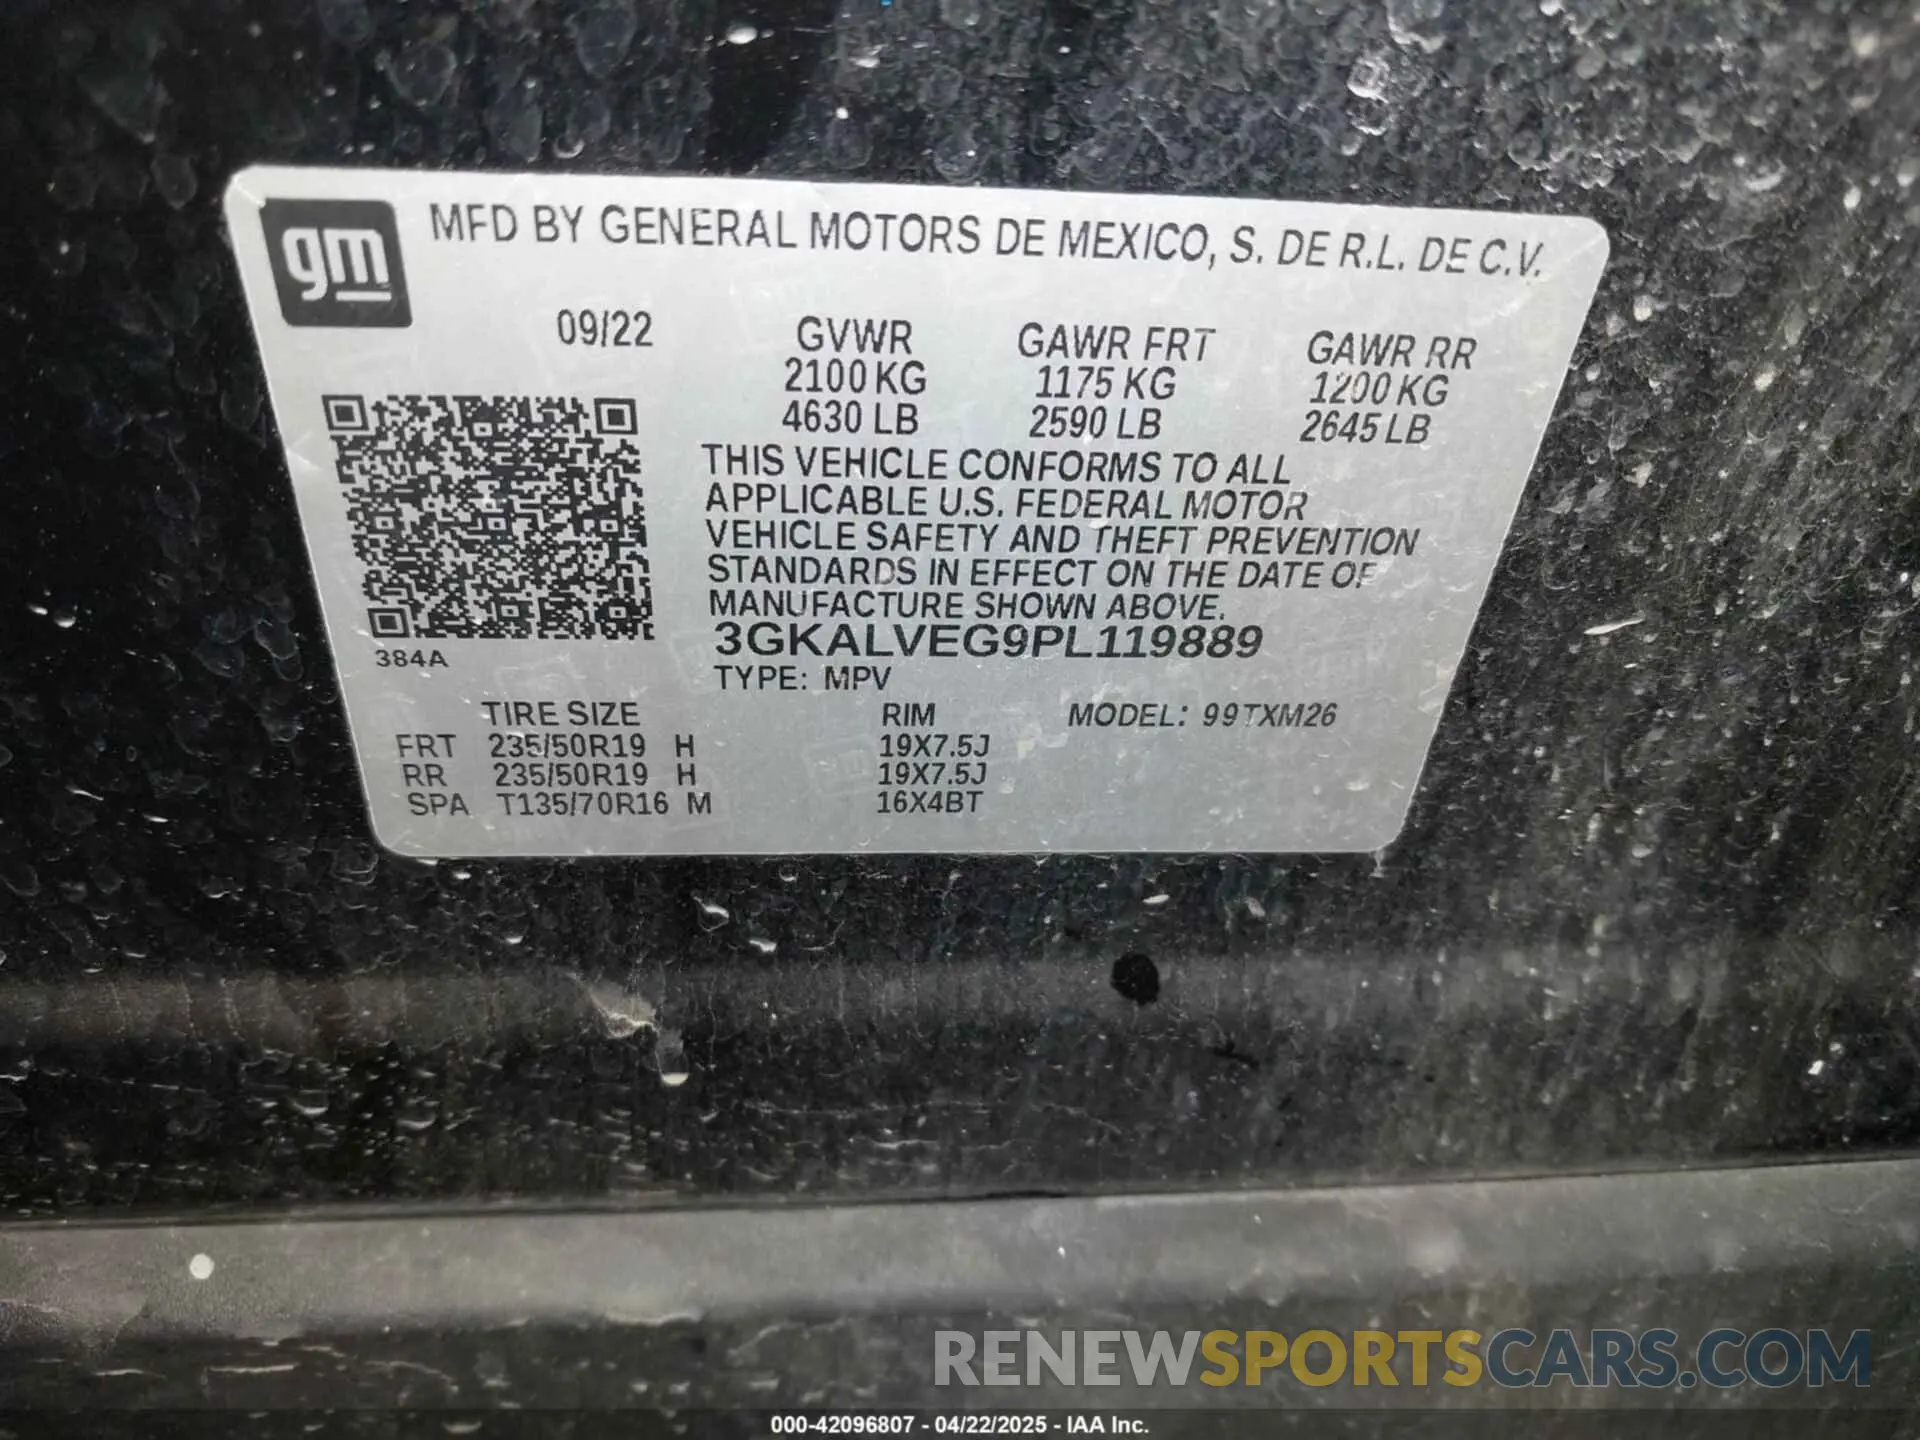 gm
MFD BY GENERAL MOTORS DE MEXICO, S. DE R.L. DE C.V.
09/22 GVWR GAWR FRT GAWR RR
2100 KG 1175 KG 1200 KG
4630 LB 2590 LB 2645 LB
THIS VEHICLE CONFORMS TO ALL
APPLICABLE U.S. FEDERAL MOTOR
VEHICLE SAFETY AND THEFT PREVENTION
STANDARDS IN EFFECT ON THE DATE OF
MANUFACTURE SHOWN ABOVE.
3GKALVEG9PL119889
384A
TYPE: MPV
TIRE SIZE RIM MODEL: 99TXM26
FRT 235/50R19 H 19X7.5J
RR 235/50R19 H 19X7.5J
SPA T135/70R16 M 16X4BT
RENEWSPORTSCARS.COM
000-42096807 - 04/22/2025 - IAA Inc.